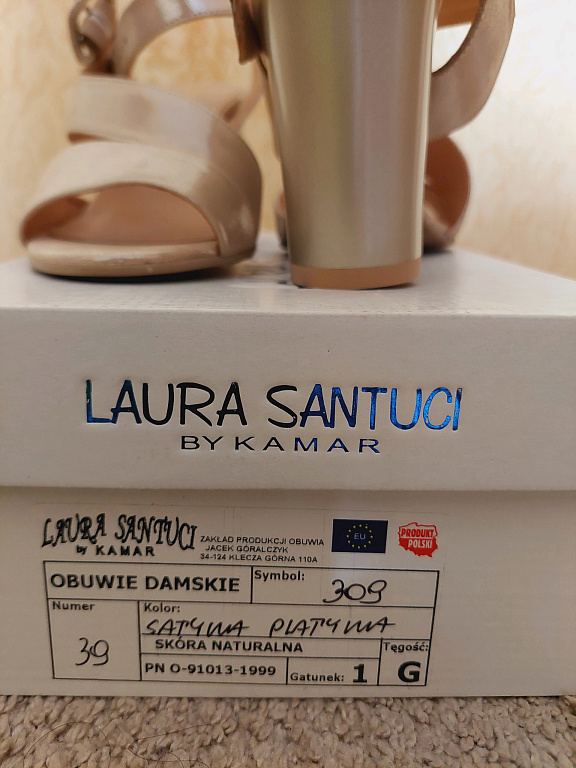 LAURA SANTUCI
BY KAMAR
LAURA SANTUCI
by KAMAR
ZAKŁAD PRODUKCJI OBUWIA
JACEK GÓRALCZYK
34-124 KLECZA GÓRNA 110A
EU
PRODUKT
POLSKI
OBUWIE DAMSKIE
Symbol: 309
Numer
39
Kolor:
SATYNA PLATYNA
SKÓRA NATURALNA
PN O-91013-1999
Gatunek: 1
Tęgość:
G